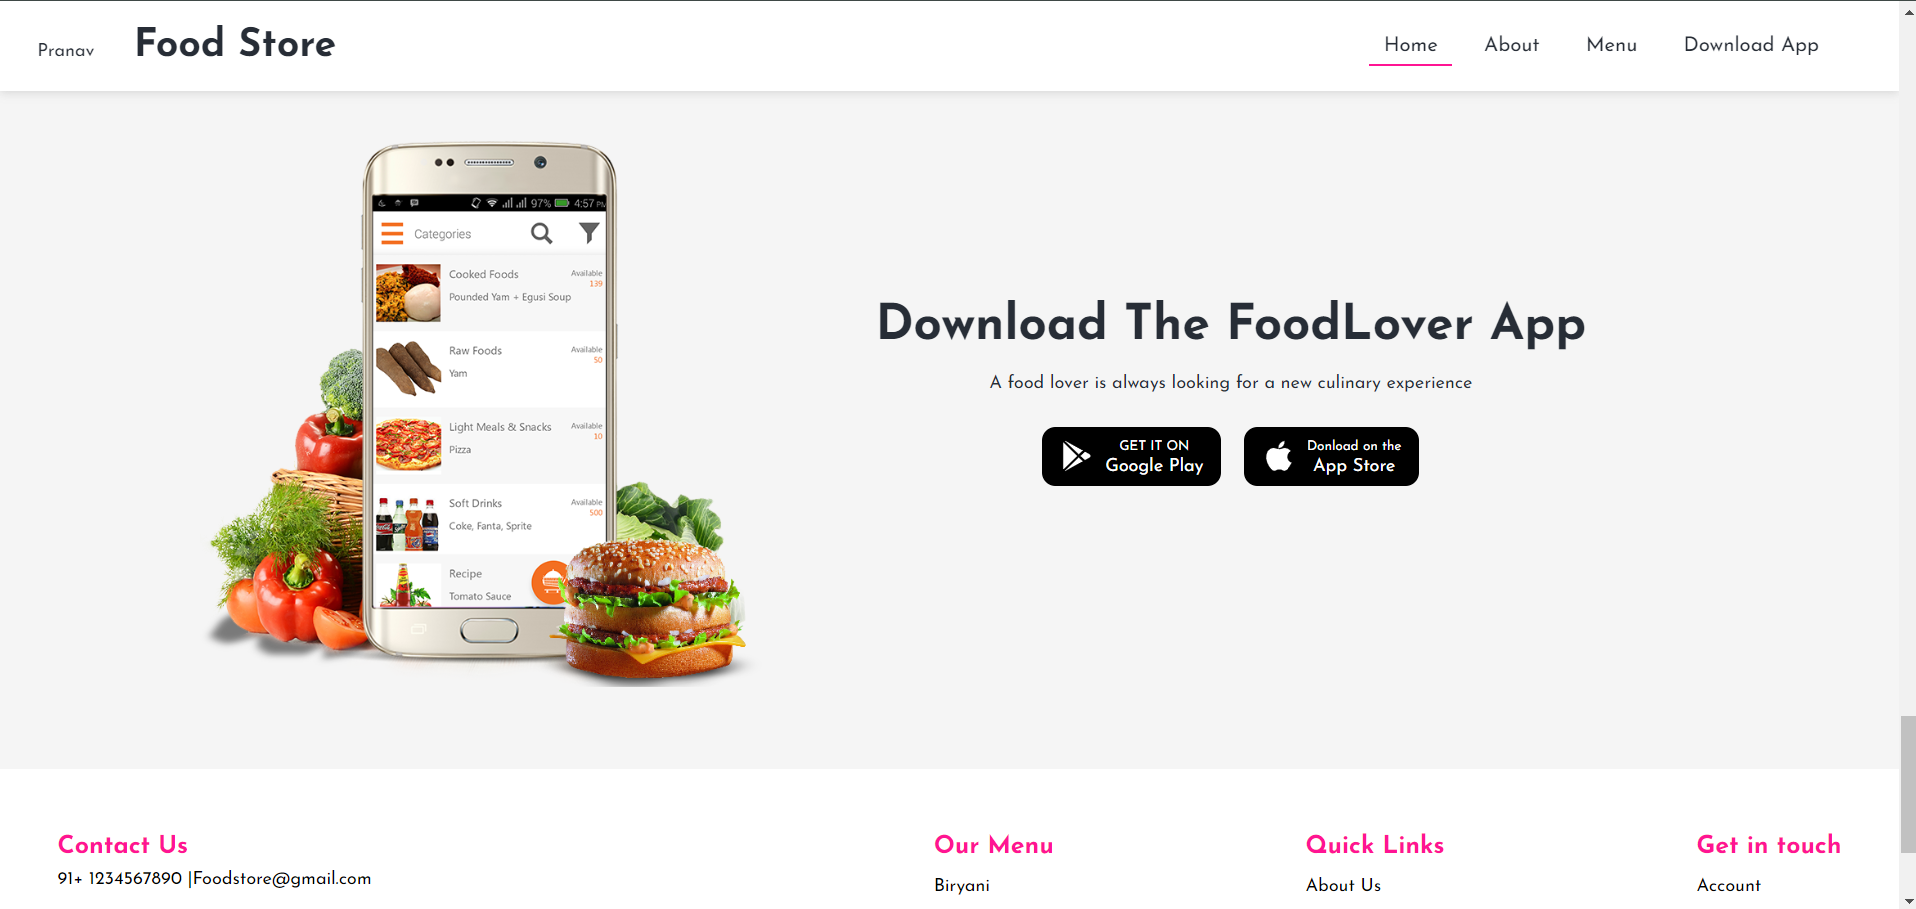 Pranav
Food Store
Home
About
Menu
Download App
97% 4:57 PM
Categories
Cooked Foods
Available
139
Pounded Yam + Egusi Soup
Raw Foods
Available
50
Yam
Light Meals & Snacks
Available
10
Pizza
Soft Drinks
Available
500
Coke, Fanta, Sprite
Recipe
Tomato Sauce
Download The FoodLover App
A food lover is always looking for a new culinary experience
GET IT ON
Google Play
Donload on the
App Store
Contact Us
91+ 1234567890 |Foodstore@gmail.com
Our Menu
Biryani
Quick Links
About Us
Get in touch
Account